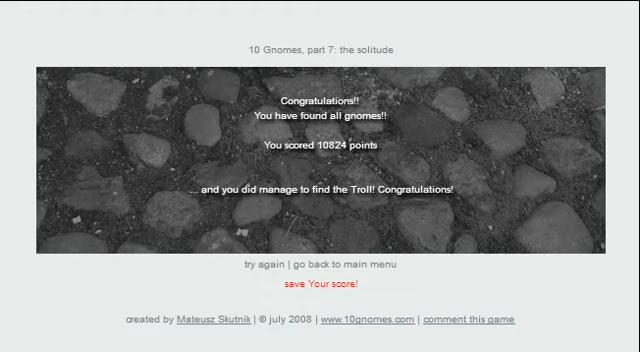 10 Gnomes, part 7: the solitude
Congratulations!!
You have found all gnomes!!
You scored 10824 points
... and you did manage to find the Troll! Congratulations!
try again | go back to main menu
save Your score!
created by Mateusz Skutnik | © july 2008 | www.10gnomes.com | comment this game